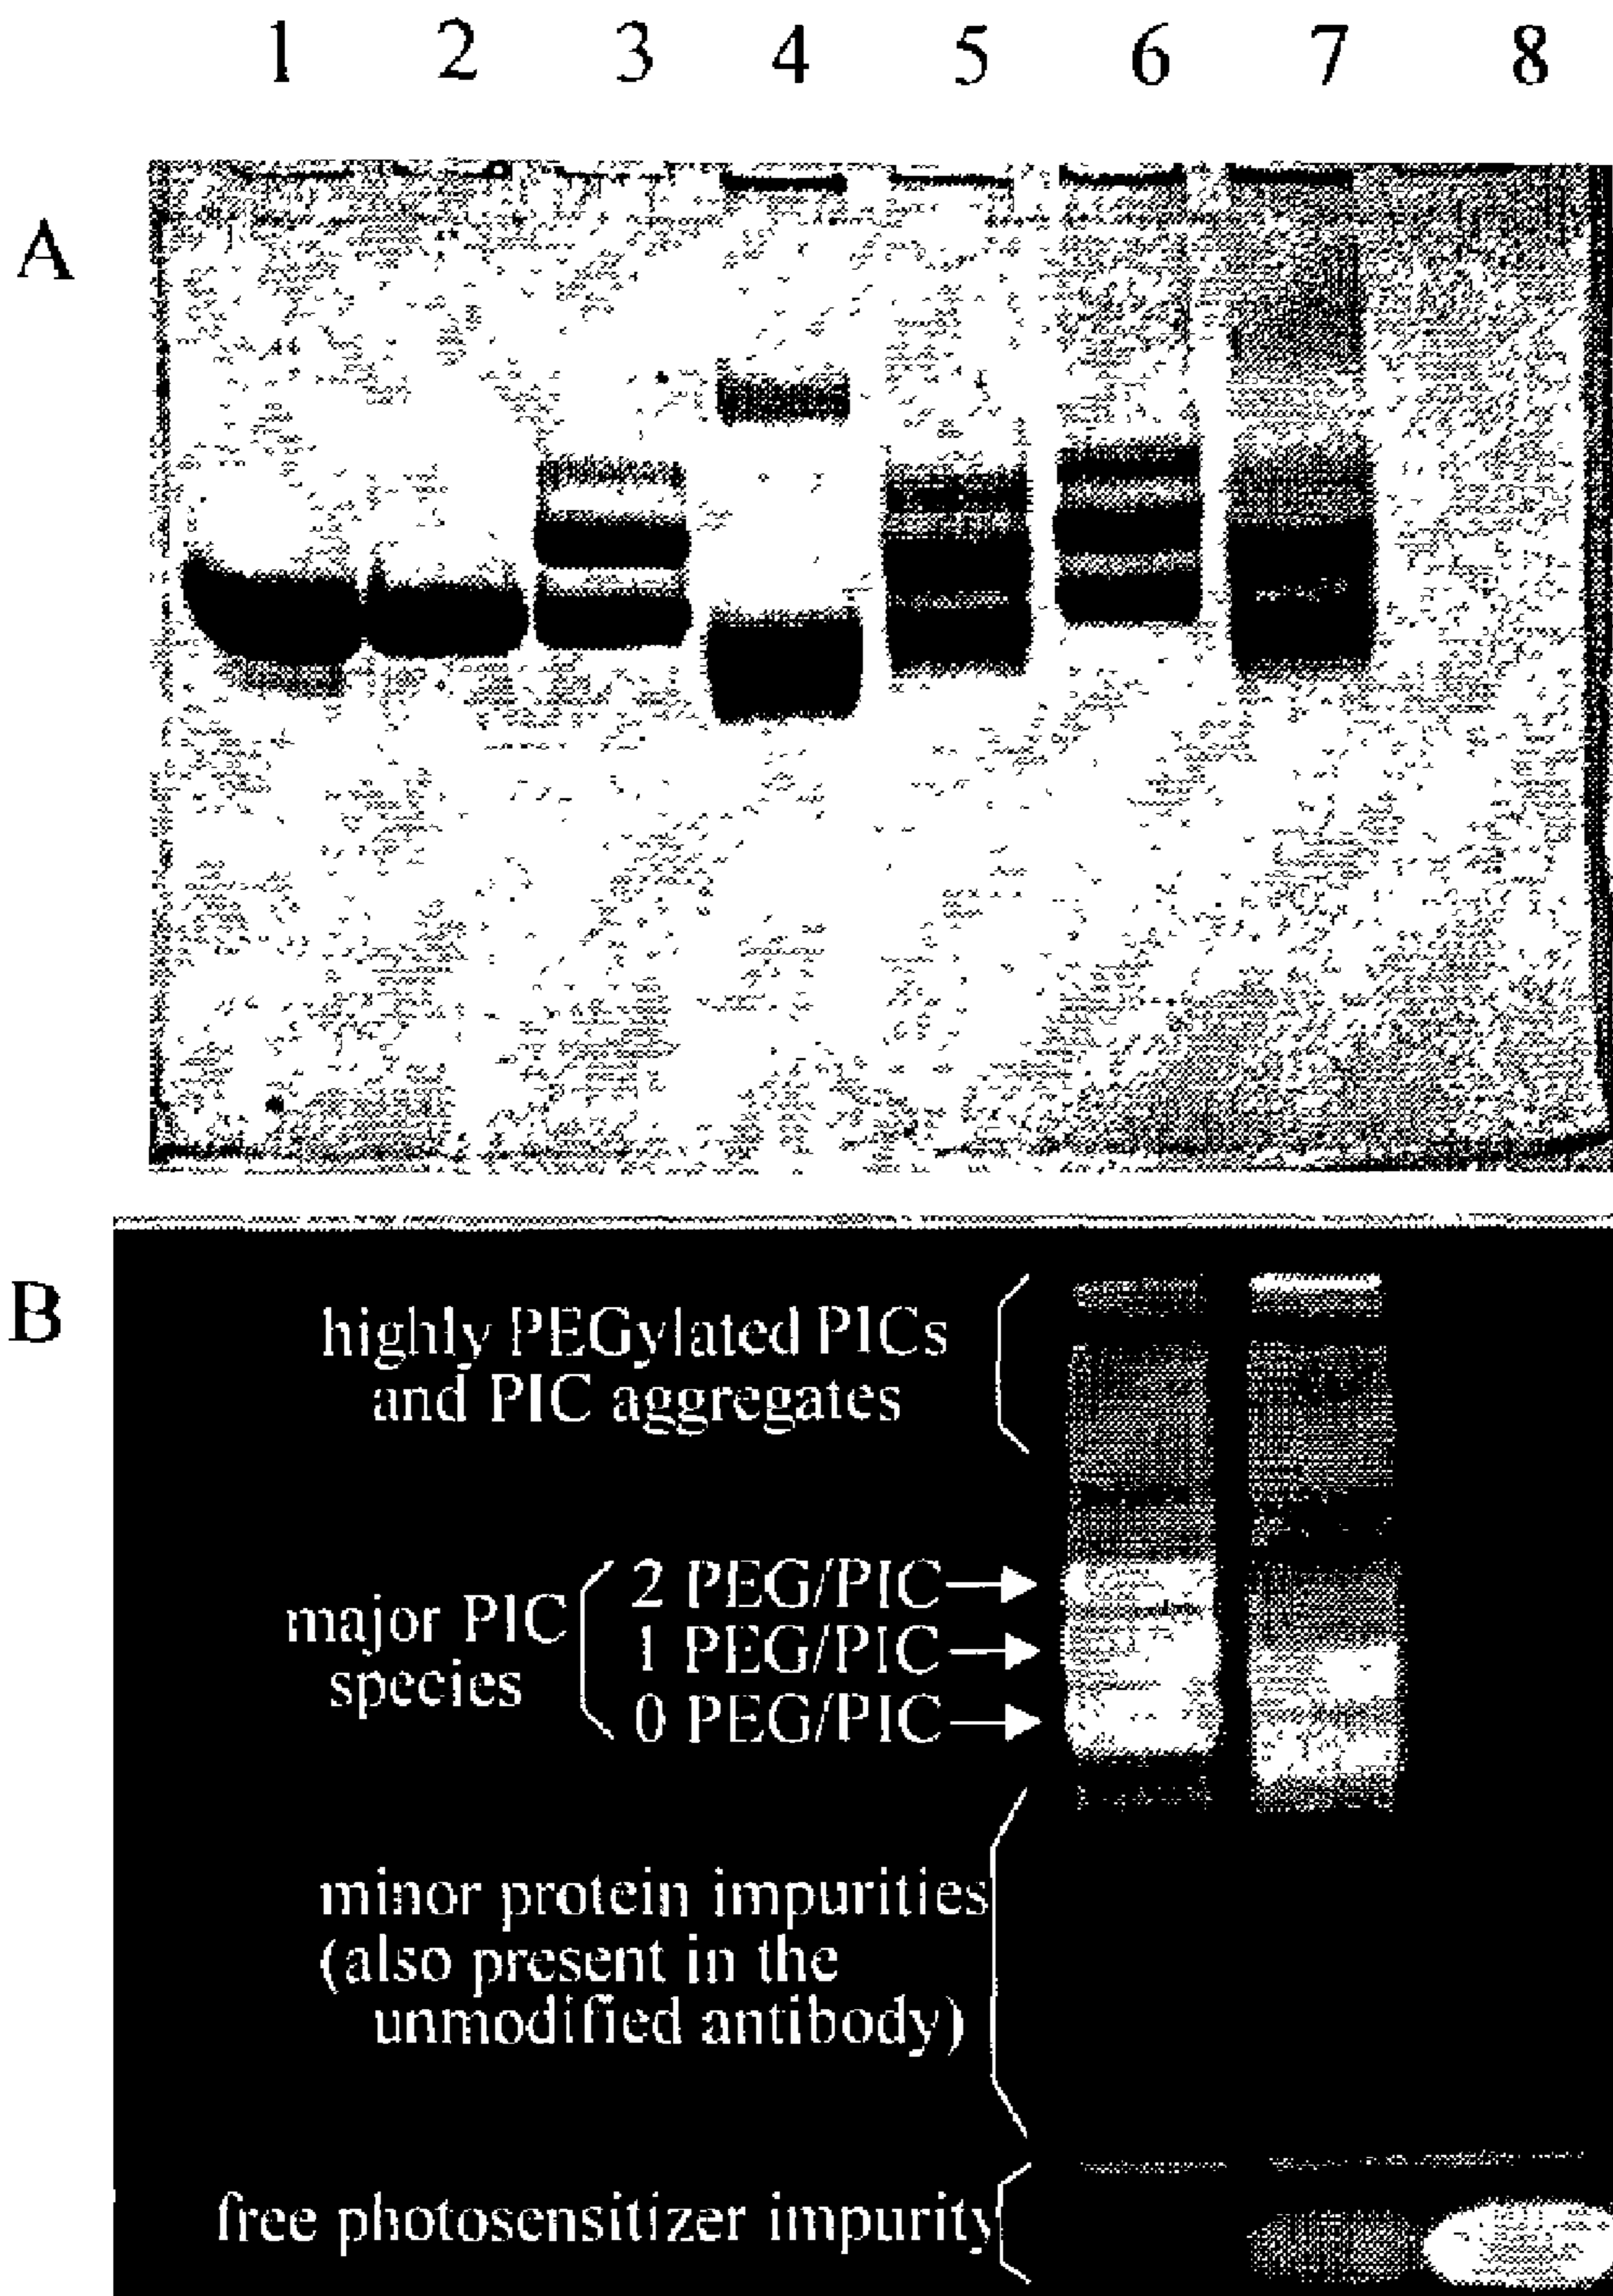 1 2 3 4 5 6 7 8
A
B
highly PEGylated PICs
and PIC aggregates
major PIC
species
2 PEG/PIC
1 PEG/PIC
0 PEG/PIC
minor protein impurities
(also present in the
unmodified antibody)
free photosensitizer impurity